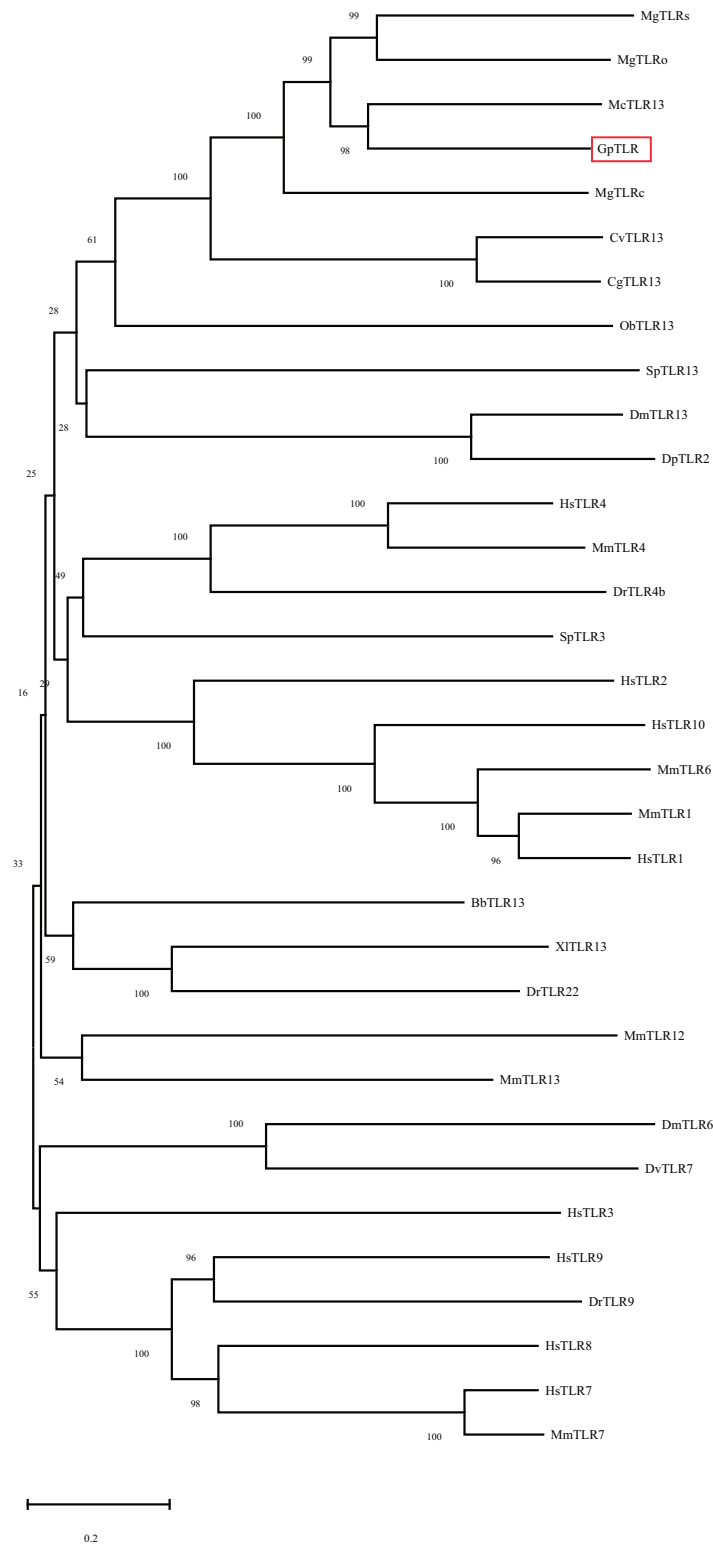 MgTLRs
99
MgTLRo
99
McTLR13
100
GpTLR
98
100
MgTLRc
CvTLR13
61
CgTLR13
100
28
ObTLR13
SpTLR13
DmTLR13
28
DpTLR2
100
25
HsTLR4
100
100
MmTLR4
49
DrTLR4b
SpTLR3
HsTLR2
29
16
HsTLR10
100
MmTLR6
100
MmTLR1
100
HsTLR1
96
33
BbTLR13
XlTLR13
59
DrTLR22
100
MmTLR12
MmTLR13
54
DmTLR6
100
DvTLR7
HsTLR3
HsTLR9
96
DrTLR9
55
HsTLR8
100
HsTLR7
98
MmTLR7
100
0.2